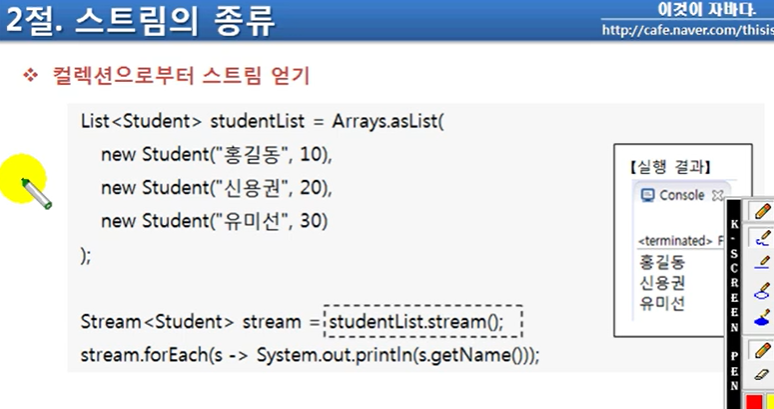 2절. 스트림의 종류
이것이 자바다.
http://cafe.naver.com/thisis
❖ 컬렉션으로부터 스트림 얻기
List<Student> studentList = Arrays.asList(
new Student("홍길동", 10),
new Student("신용권", 20),
new Student("유미선", 30)
);
Stream<Student> stream = studentList.stream();
stream.forEach(s -> System.out.println(s.getName()));
【실행 결과】
Console
<terminated> F
홍길동
신용권
유미선
K-SCREEN PEN